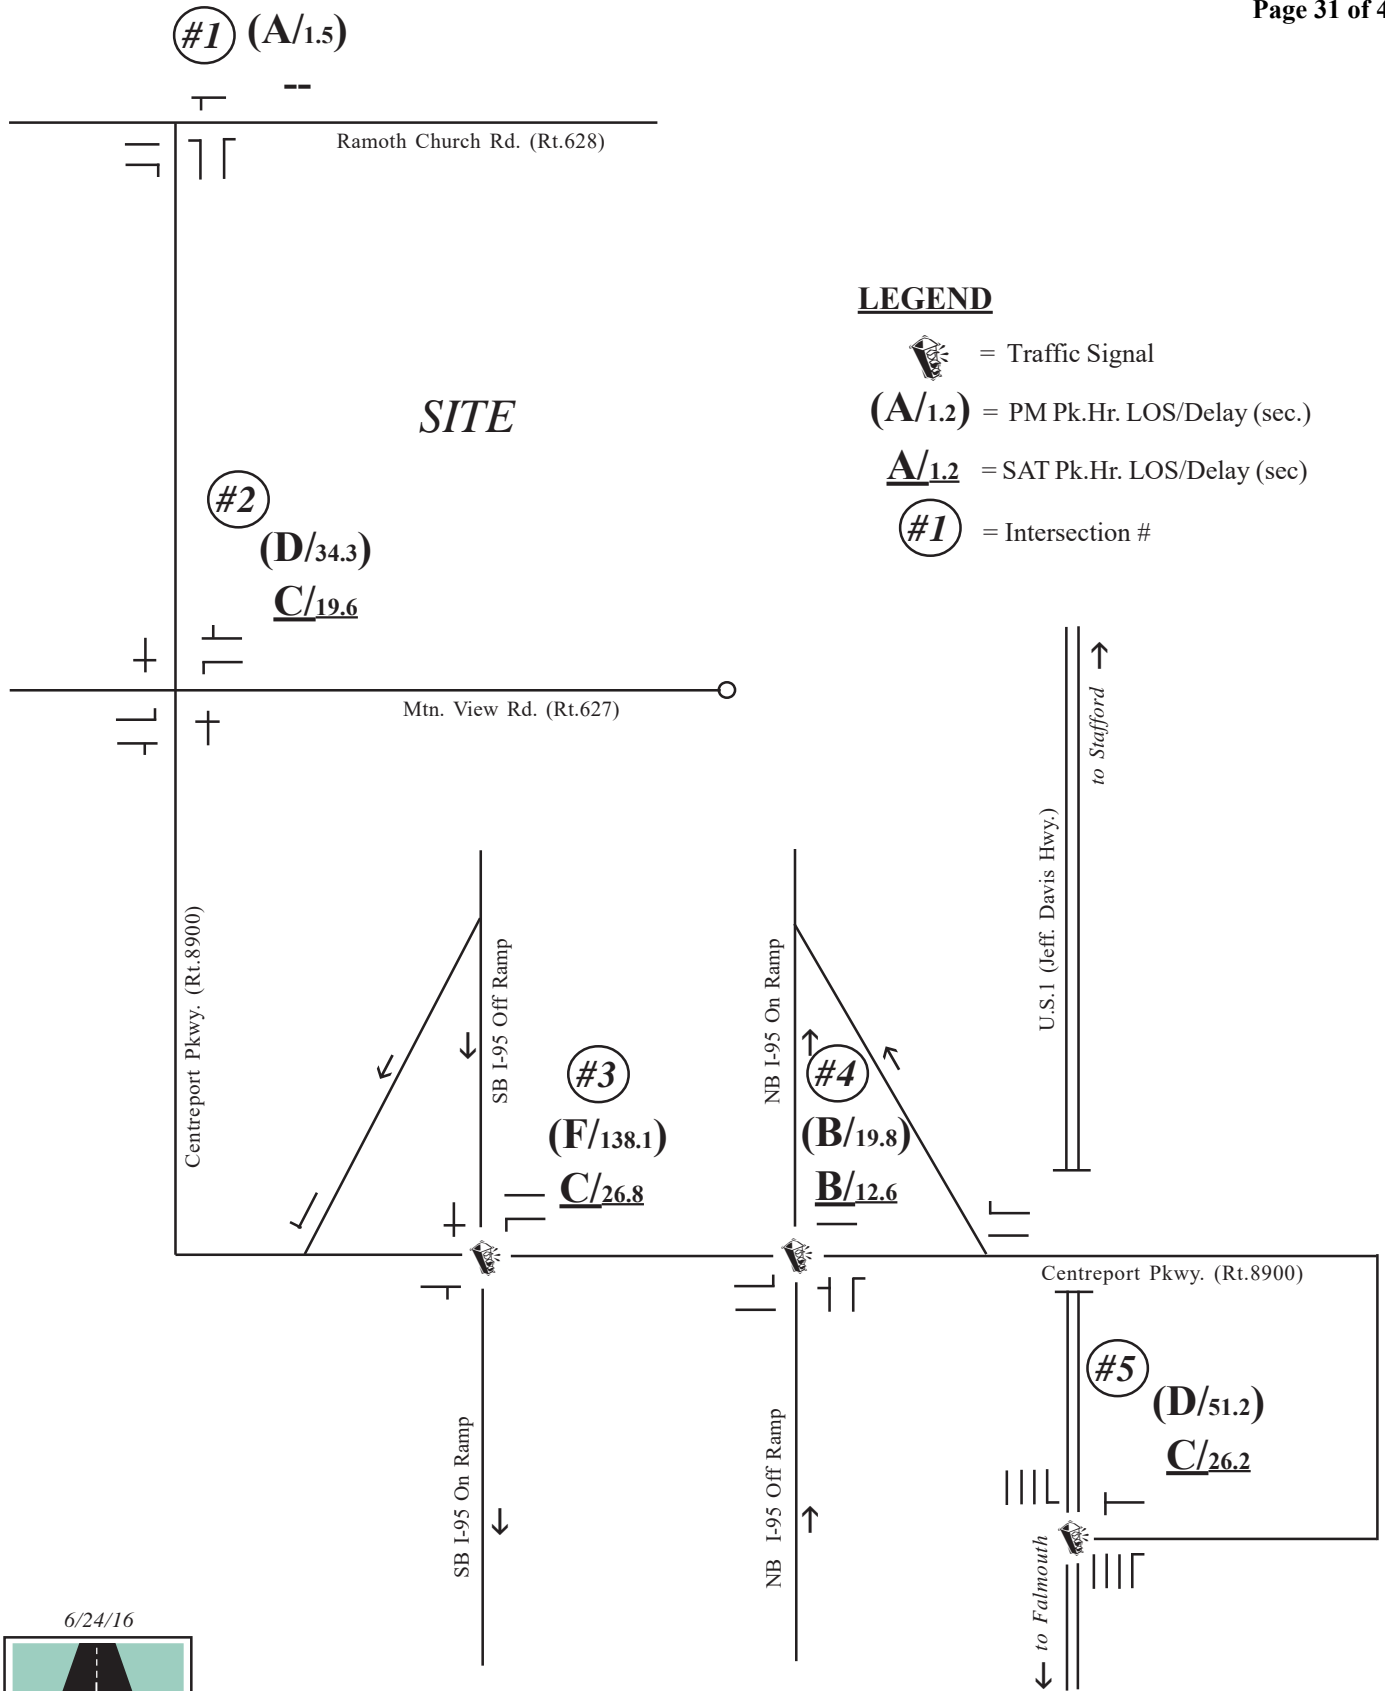 Page 31 of 4
#1 (A/1.5)
--
Ramoth Church Rd. (Rt.628)
LEGEND
= Traffic Signal
(A/1.2) = PM Pk.Hr. LOS/Delay (sec.)
A/1.2 = SAT Pk.Hr. LOS/Delay (sec)
#1 = Intersection #
SITE
#2
(D/34.3)
C/19.6
Mtn. View Rd. (Rt.627)
to Stafford
U.S.1 (Jeff. Davis Hwy.)
Centreport Pkwy. (Rt.8900)
SB I-95 Off Ramp
NB I-95 On Ramp
#3
(F/138.1)
C/26.8
#4
(B/19.8)
B/12.6
Centreport Pkwy. (Rt.8900)
#5
(D/51.2)
C/26.2
SB I-95 On Ramp
NB I-95 Off Ramp
to Falmouth
6/24/16